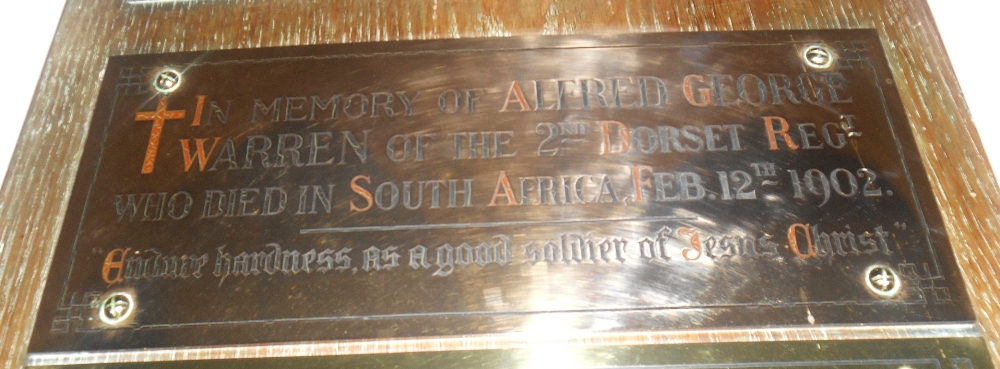 IN MEMORY OF ALFRED GEORGE
WARREN OF THE 2ND DORSET REGT
WHO DIED IN SOUTH AFRICA, FEB. 12TH 1902.
"Endure hardness, as a good soldier of Jesus Christ"